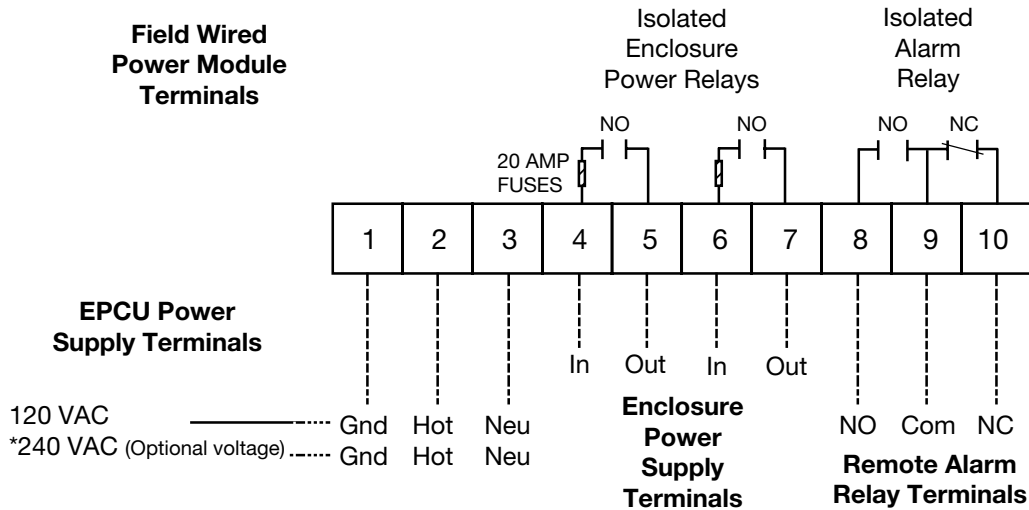 Field Wired
Power Module
Terminals
Isolated
Enclosure
Power Relays
Isolated
Alarm
Relay
NO
NO
NO
NC
20 AMP
FUSES
1 2 3 4 5 6 7 8 9 10
EPCU Power
Supply Terminals
In Out In Out
120 VAC Gnd Hot Neu
*240 VAC (Optional voltage) Gnd Hot Neu
Enclosure
Power
Supply
Terminals
NO Com NC
Remote Alarm
Relay Terminals